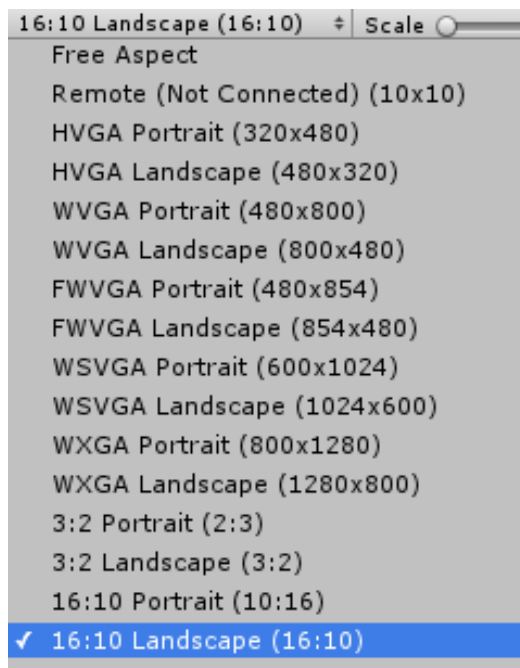 16:10 Landscape (16:10) Scale
Free Aspect
Remote (Not Connected) (10x10)
HVGA Portrait (320x480)
HVGA Landscape (480x320)
WVGA Portrait (480x800)
WVGA Landscape (800x480)
FWVGA Portrait (480x854)
FWVGA Landscape (854x480)
WSVGA Portrait (600x1024)
WSVGA Landscape (1024x600)
WXGA Portrait (800x1280)
WXGA Landscape (1280x800)
3:2 Portrait (2:3)
3:2 Landscape (3:2)
16:10 Portrait (10:16)
16:10 Landscape (16:10)